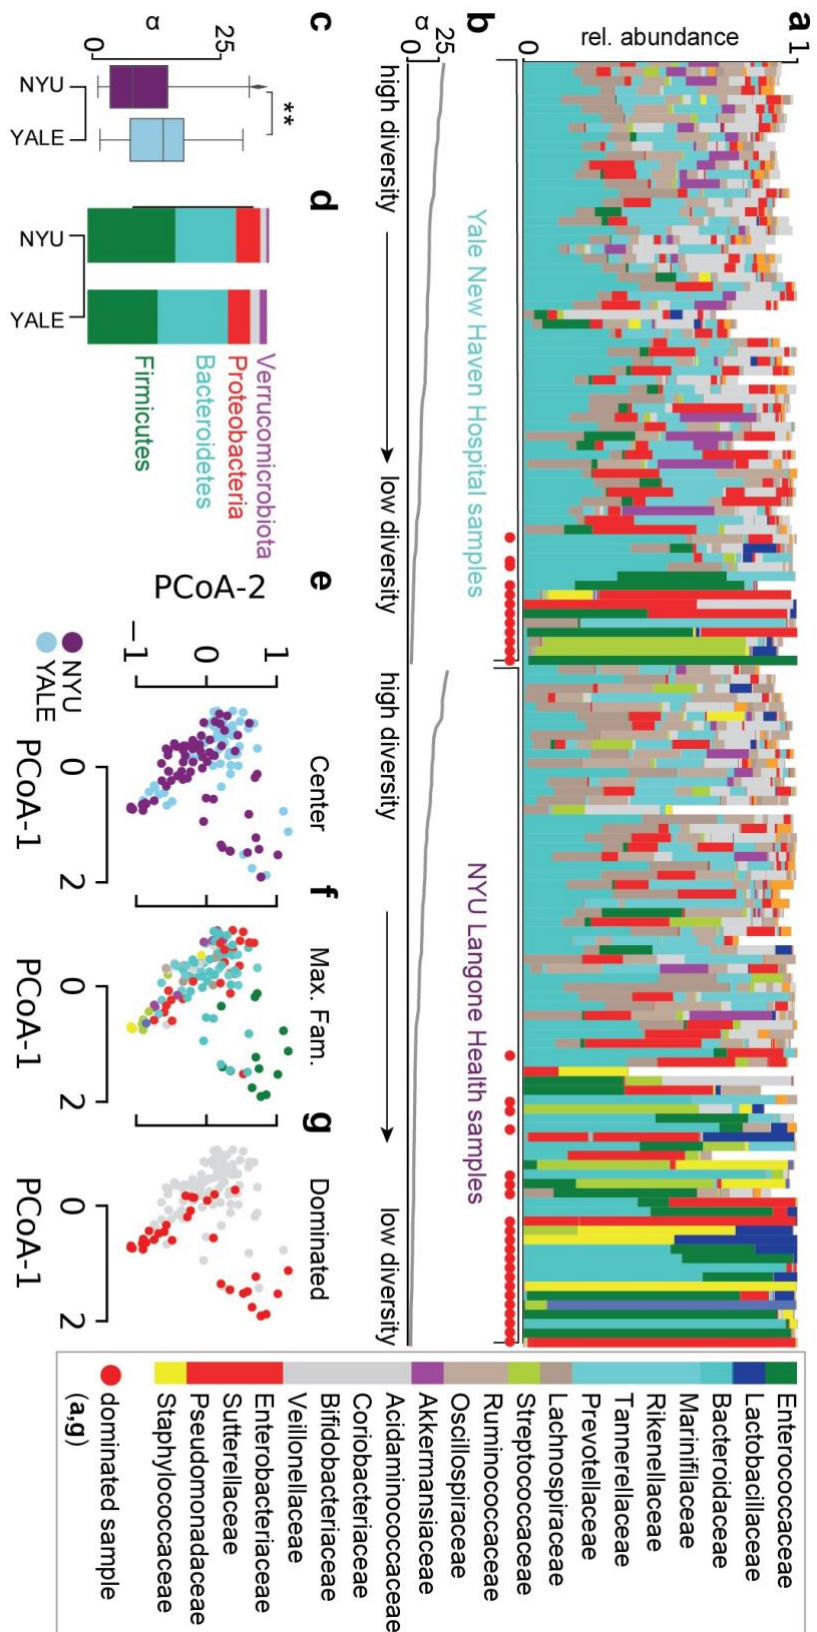 a
rel. abundance
0
1
Yale New Haven Hospital samples
NYU Langone Health samples
b
α
0
25
high diversity
low diversity
high diversity
low diversity
c
α
0
25
NYU
YALE
**
d
NYU
YALE
Verrucomicrobiota
Proteobacteria
Bacteroidetes
Firmicutes
e
Center
PCoA-2
1
0
−1
0
2
PCoA-1
NYU
YALE
f
Max. Fam.
0
2
PCoA-1
g
Dominated
0
2
PCoA-1
Enterococcaceae
Lactobacillaceae
Bacteroidaceae
Marinifilaceae
Rikenellaceae
Tannerellaceae
Prevotellaceae
Lachnospiraceae
Streptococcaceae
Ruminococcaceae
Oscillospiraceae
Akkermansiaceae
Acidaminococcaceae
Coriobacteriaceae
Bifidobacteriaceae
Veillonellaceae
Enterobacteriaceae
Sutterellaceae
Pseudomonadaceae
Staphylococcaceae
dominated sample
(a,g)